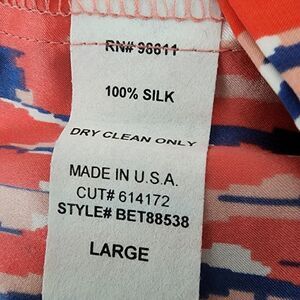 RN# 98611
100% SILK
DRY CLEAN ONLY
MADE IN U.S.A.
CUT# 614172
STYLE# BET88538
LARGE